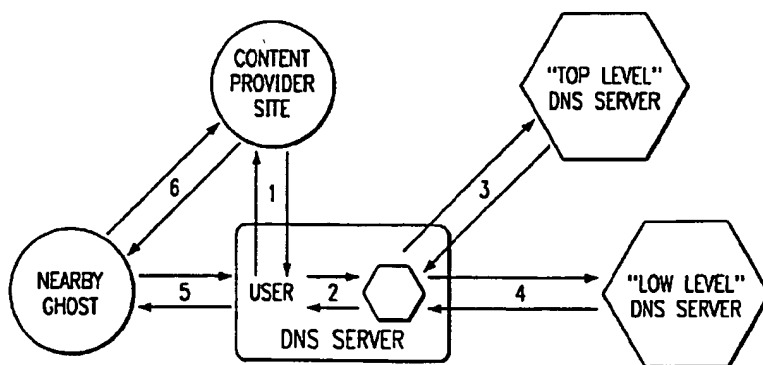 CONTENT
PROVIDER
SITE
"TOP LEVEL"
DNS SERVER
6
1
3
NEARBY
GHOST
5
USER
2
4
"LOW LEVEL"
DNS SERVER
DNS SERVER